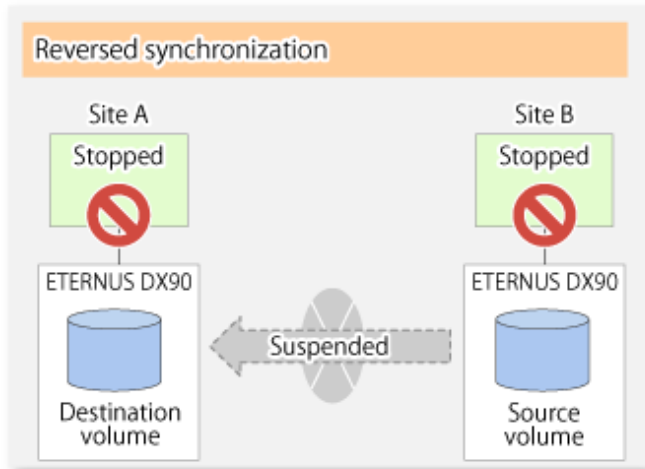 Reversed synchronization
Site A
Site B
Stopped
Stopped
ETERNUS DX90
ETERNUS DX90
Suspended
Destination
volume
Source
volume